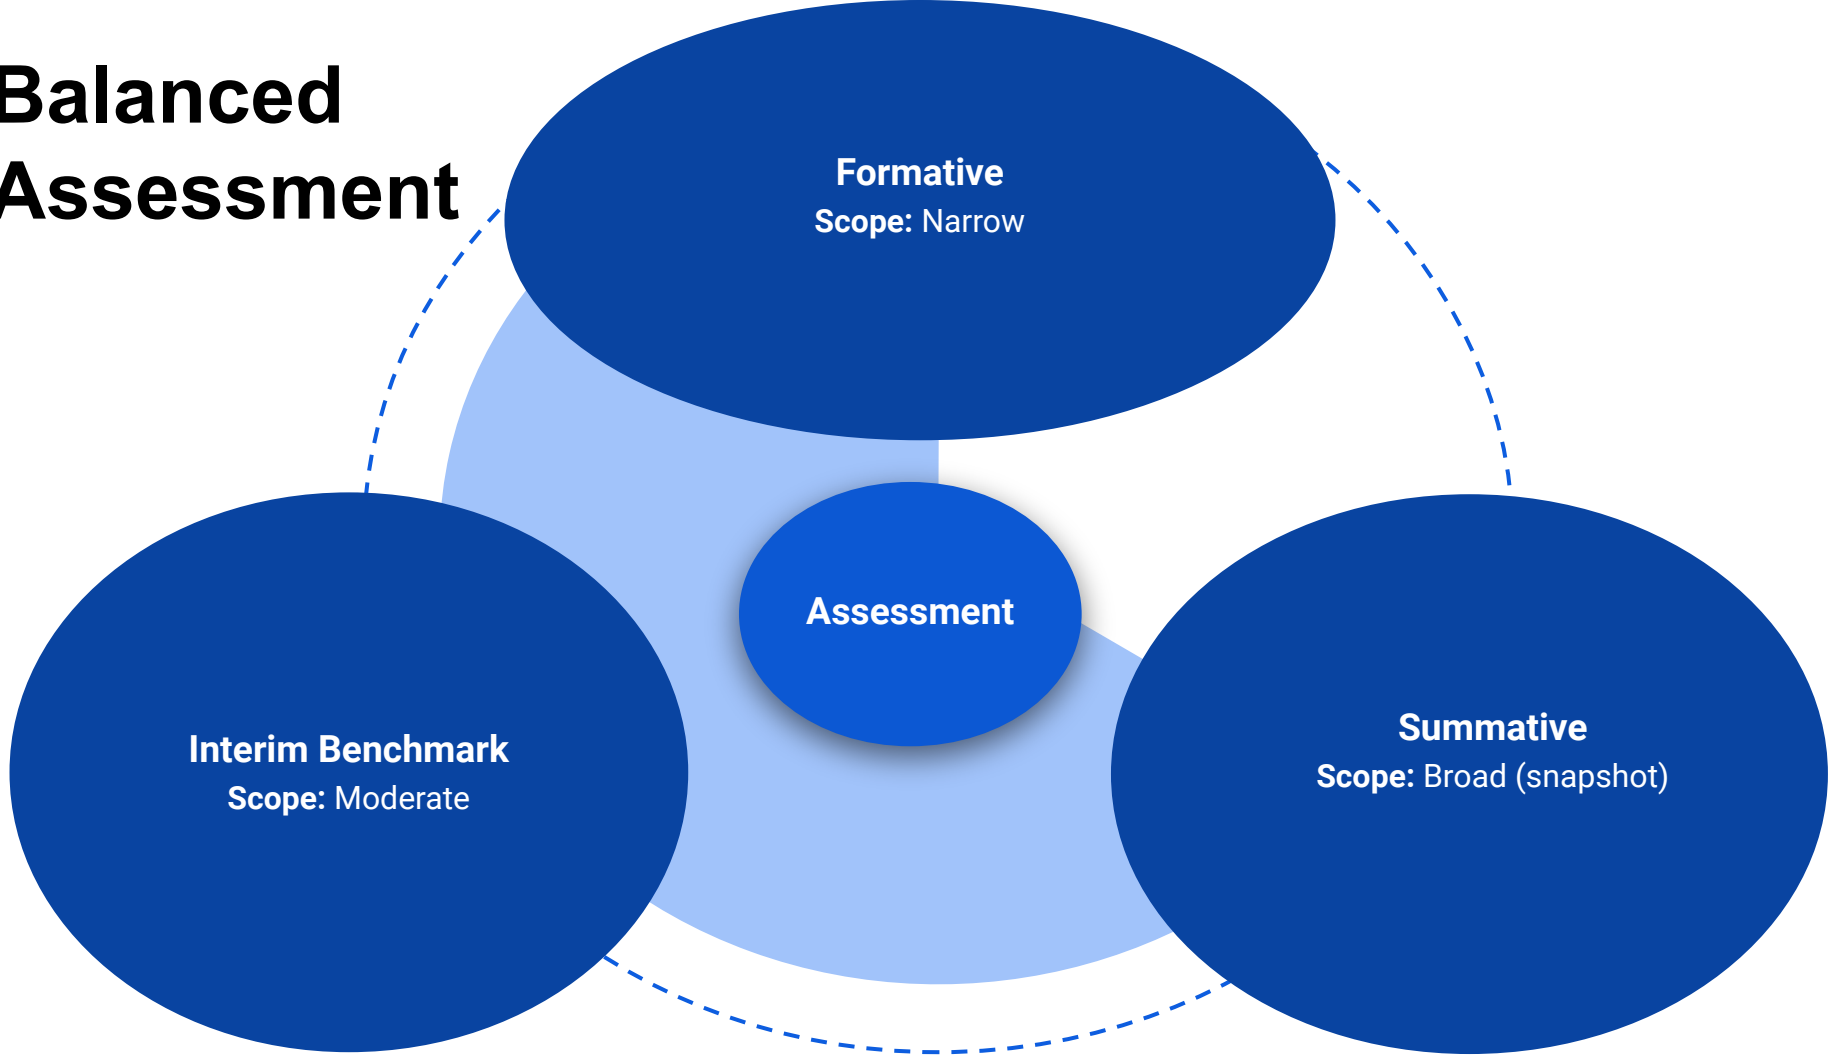 Balanced
Assessment
Formative
Scope: Narrow
Assessment
Interim Benchmark
Scope: Moderate
Summative
Scope: Broad (snapshot)